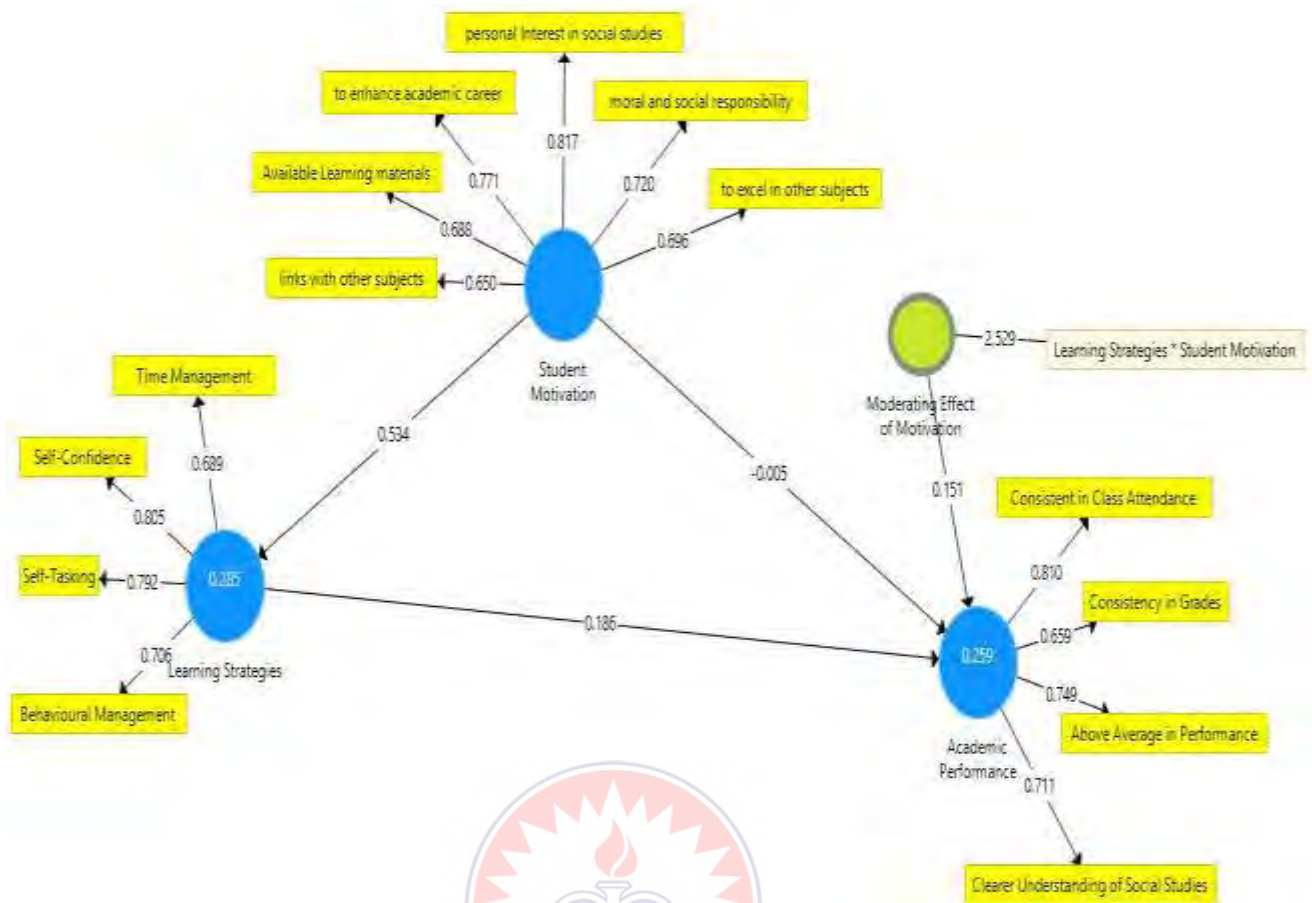 personal Interest in social studies
to enhance academic career
moral and social responsibility
0.817
Available Learning materials
0.771
0.720
to excel in other subjects
0.688
0.696
links with other subjects
0.650
Student
Motivation
2.529
Learning Strategies * Student Motivation
Moderating Effect
of Motivation
Time Management
0.534
-0.005
Self-Confidence
0.689
0.151
Consistent in Class Attendance
0.805
0.810
Self-Tasking
0.792
0.285
Consistency in Grades
0.186
0.659
0.706
Learning Strategies
0.259
0.749
Behavioural Management
Above Average in Performance
Academic
Performance
0.711
Clearer Understanding of Social Studies